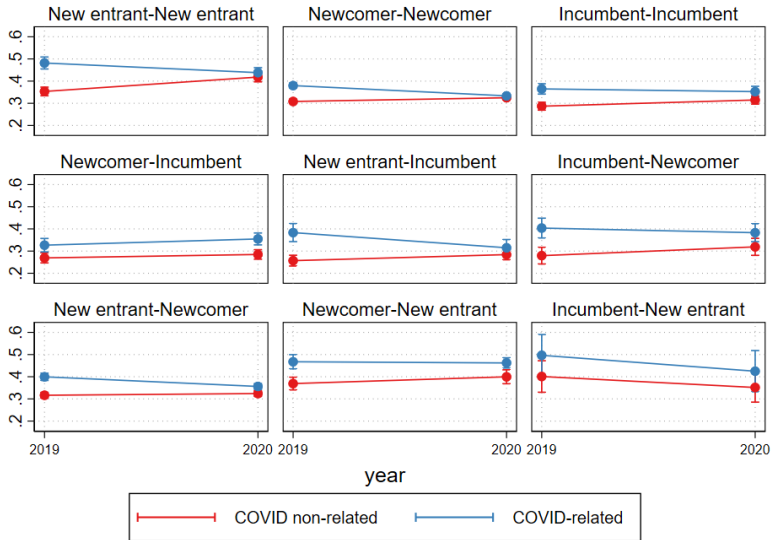 New entrant-New entrant
Newcomer-Newcomer
Incumbent-Incumbent
.6
.5
.4
.3
.2
Newcomer-Incumbent
New entrant-Incumbent
Incumbent-Newcomer
.6
.5
.4
.3
.2
New entrant-Newcomer
Newcomer-New entrant
Incumbent-New entrant
.6
.5
.4
.3
.2
2019
2020
2019
2020
2019
2020
year
COVID non-related
COVID-related